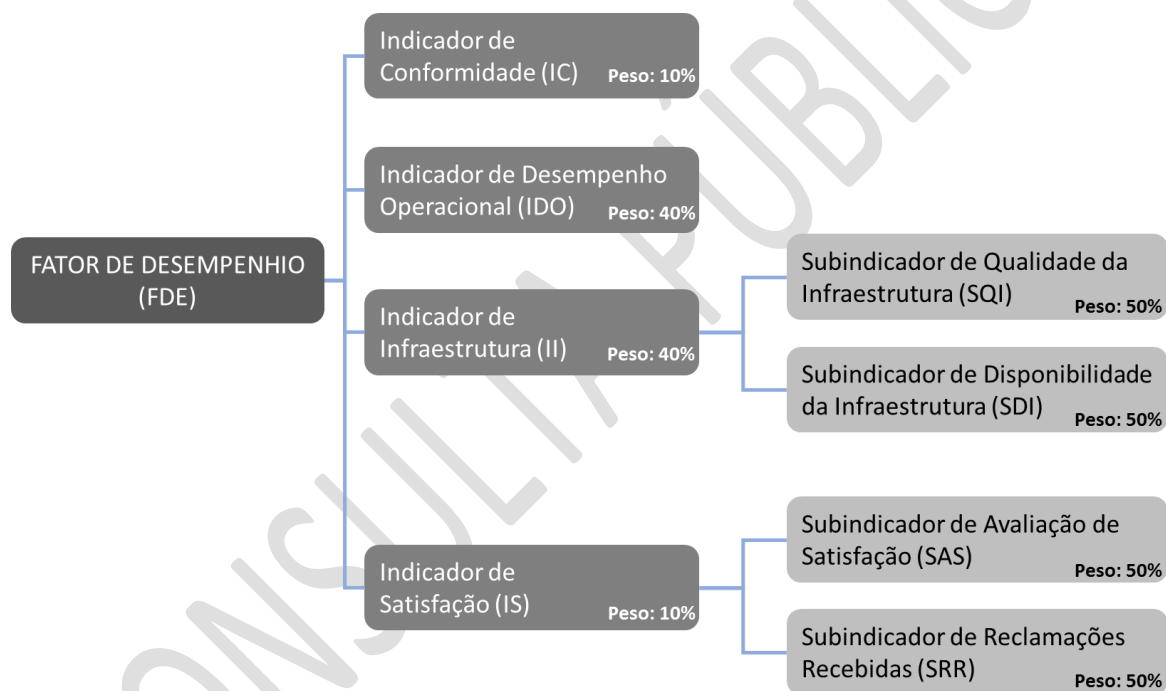 Indicador de
Conformidade (IC)
Peso: 10%
Indicador de Desempenho
Operacional (IDO)
Peso: 40%
FATOR DE DESEMPENHIO
(FDE)
Indicador de
Infraestrutura (II)
Peso: 40%
Subindicador de Qualidade da
Infraestrutura (SQI)
Peso: 50%
Subindicador de Disponibilidade
da Infraestrutura (SDI)
Peso: 50%
Indicador de
Satisfação (IS)
Peso: 10%
Subindicador de Avaliação de
Satisfação (SAS)
Peso: 50%
Subindicador de Reclamações
Recebidas (SRR)
Peso: 50%
ONSULTA PÚBLIC